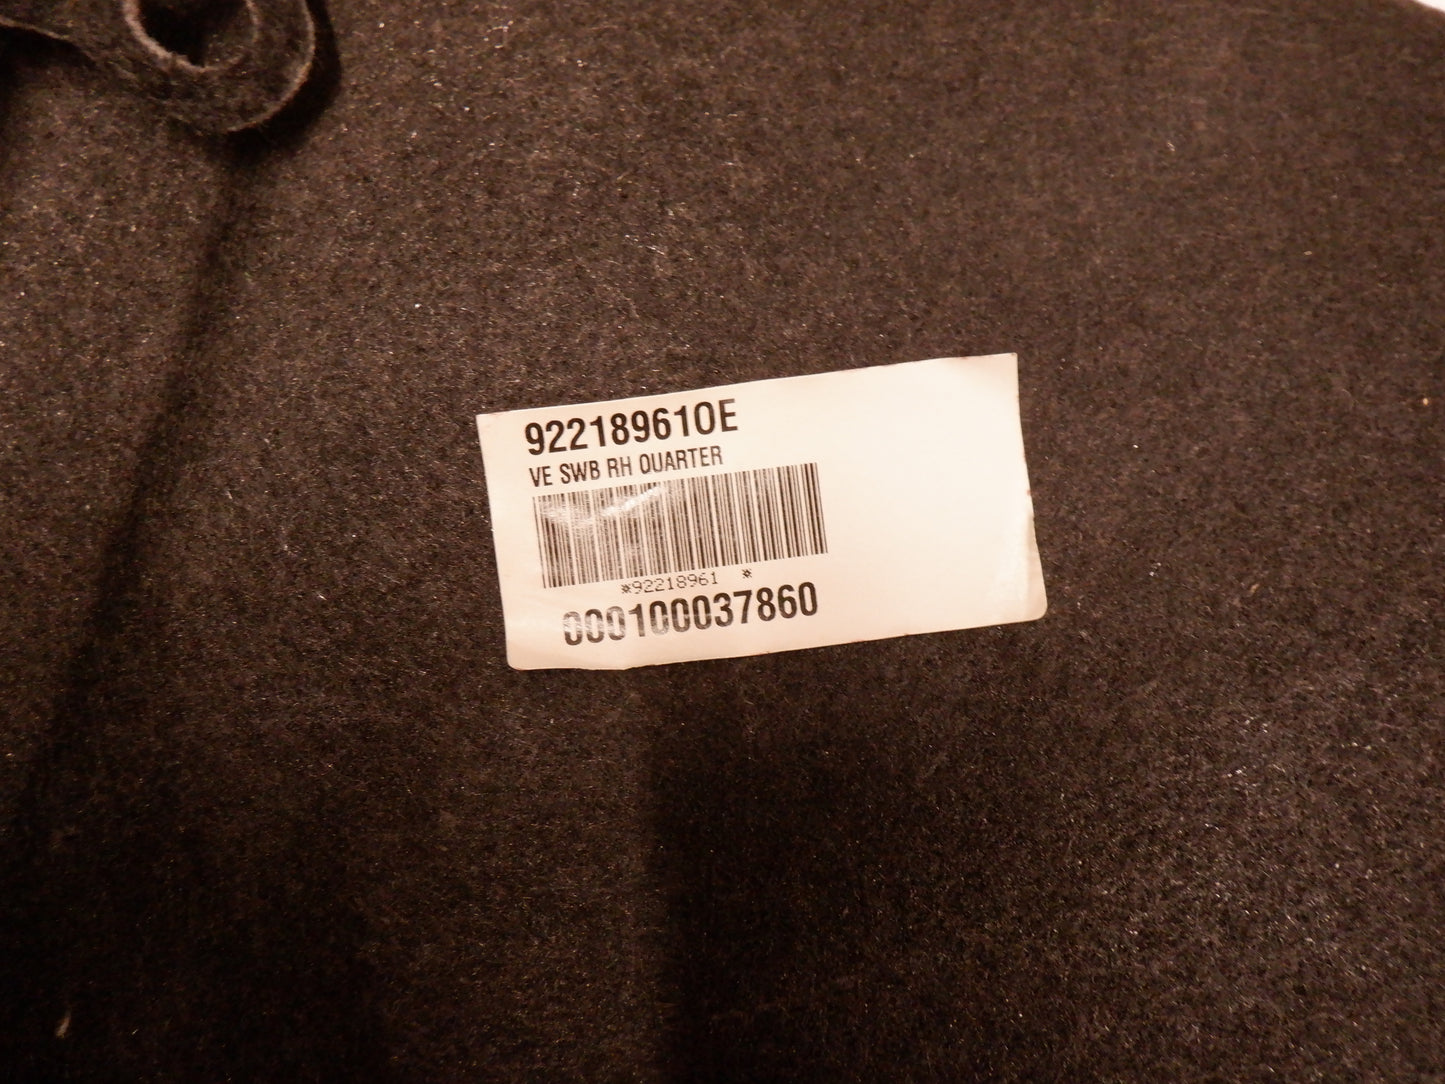 92218961OE
VE SWB RH QUARTER
*92218961 *
000100037860